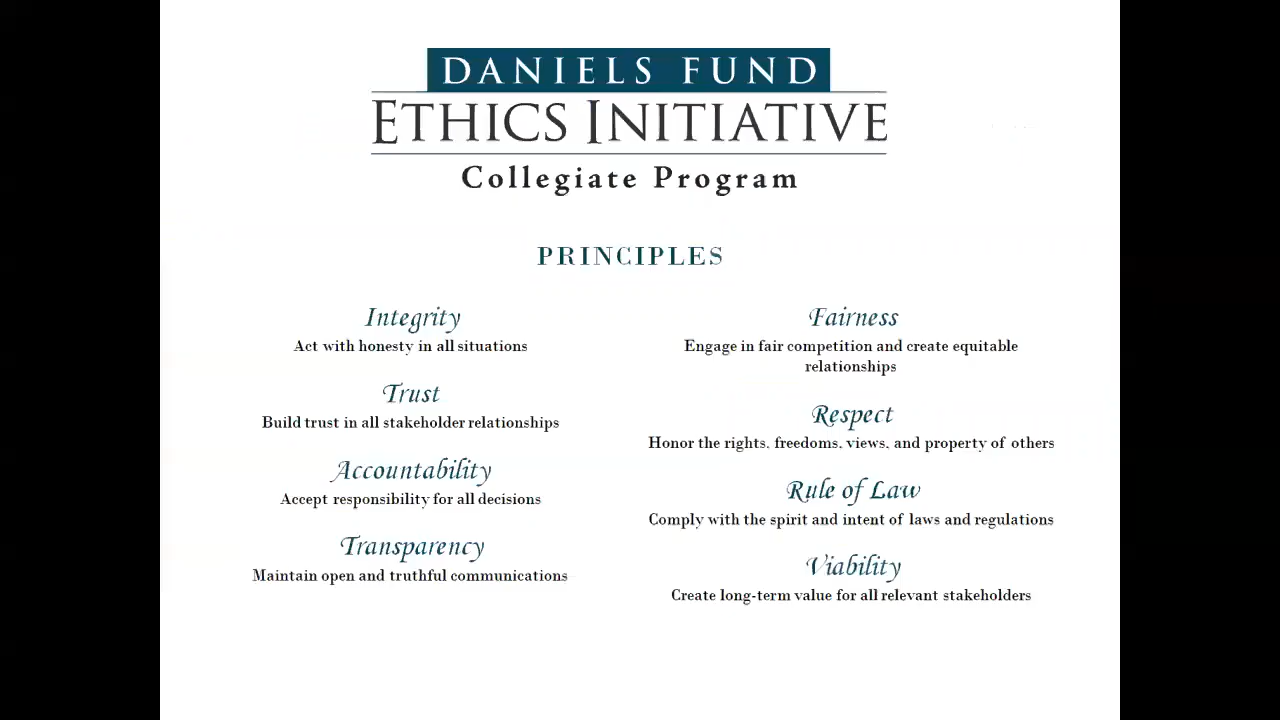 DANIELS FUND
ETHICS INITIATIVE
Collegiate Program
PRINCIPLES
Integrity
Act with honesty in all situations
Trust
Build trust in all stakeholder relationships
Accountability
Accept responsibility for all decisions
Transparency
Maintain open and truthful communications
Fairness
Engage in fair competition and create equitable
relationships
Respect
Honor the rights, freedoms, views, and property of others
Rule of Law
Comply with the spirit and intent of laws and regulations
Viability
Create long-term value for all relevant stakeholders